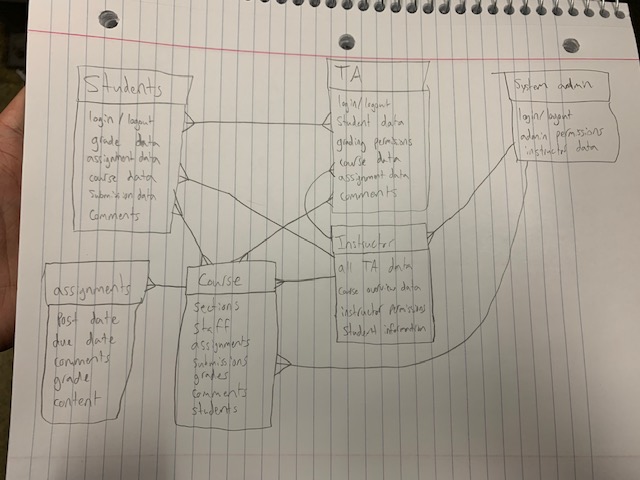 Students
login/logout
grade data
assignment data
course data
submission data
comments
TA
login/logout
student data
grading permissions
course data
assignment data
comments
System admin
login/logout
admin permissions
instructor data
assignments
post date
due date
comments
grade
content
Course
sections
staff
assignments
submissions
grades
comments
students
Instructor
all TA data
course data
instructor permissions
student information